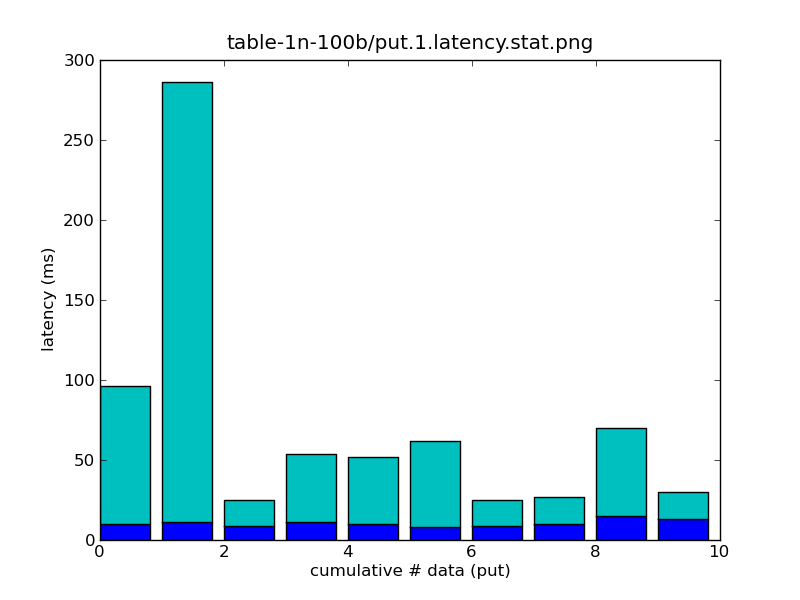 table-1n-100b/put.1.latency.stat.png
300
250
200
150
100
50
0
latency (ms)
0 2 4 6 8 10
cumulative # data (put)